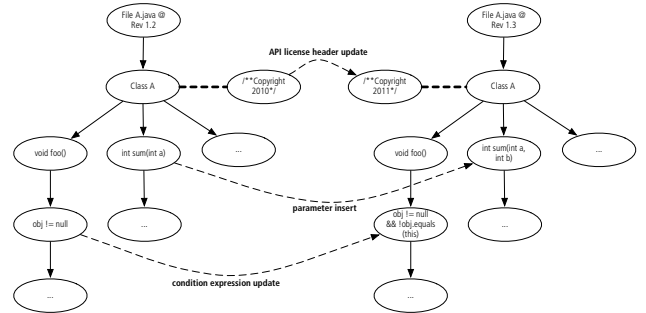 File A.java @
Rev 1.2
File A.java @
Rev 1.3
API license header update
Class A
/**Copyright
2010*/
/**Copyright
2011*/
Class A
void foo()
int sum(int a)
...
void foo()
int sum(int a,
int b)
...
parameter insert
obj != null
...
obj != null
&& !obj.equals
(this)
...
condition expression update
...
...